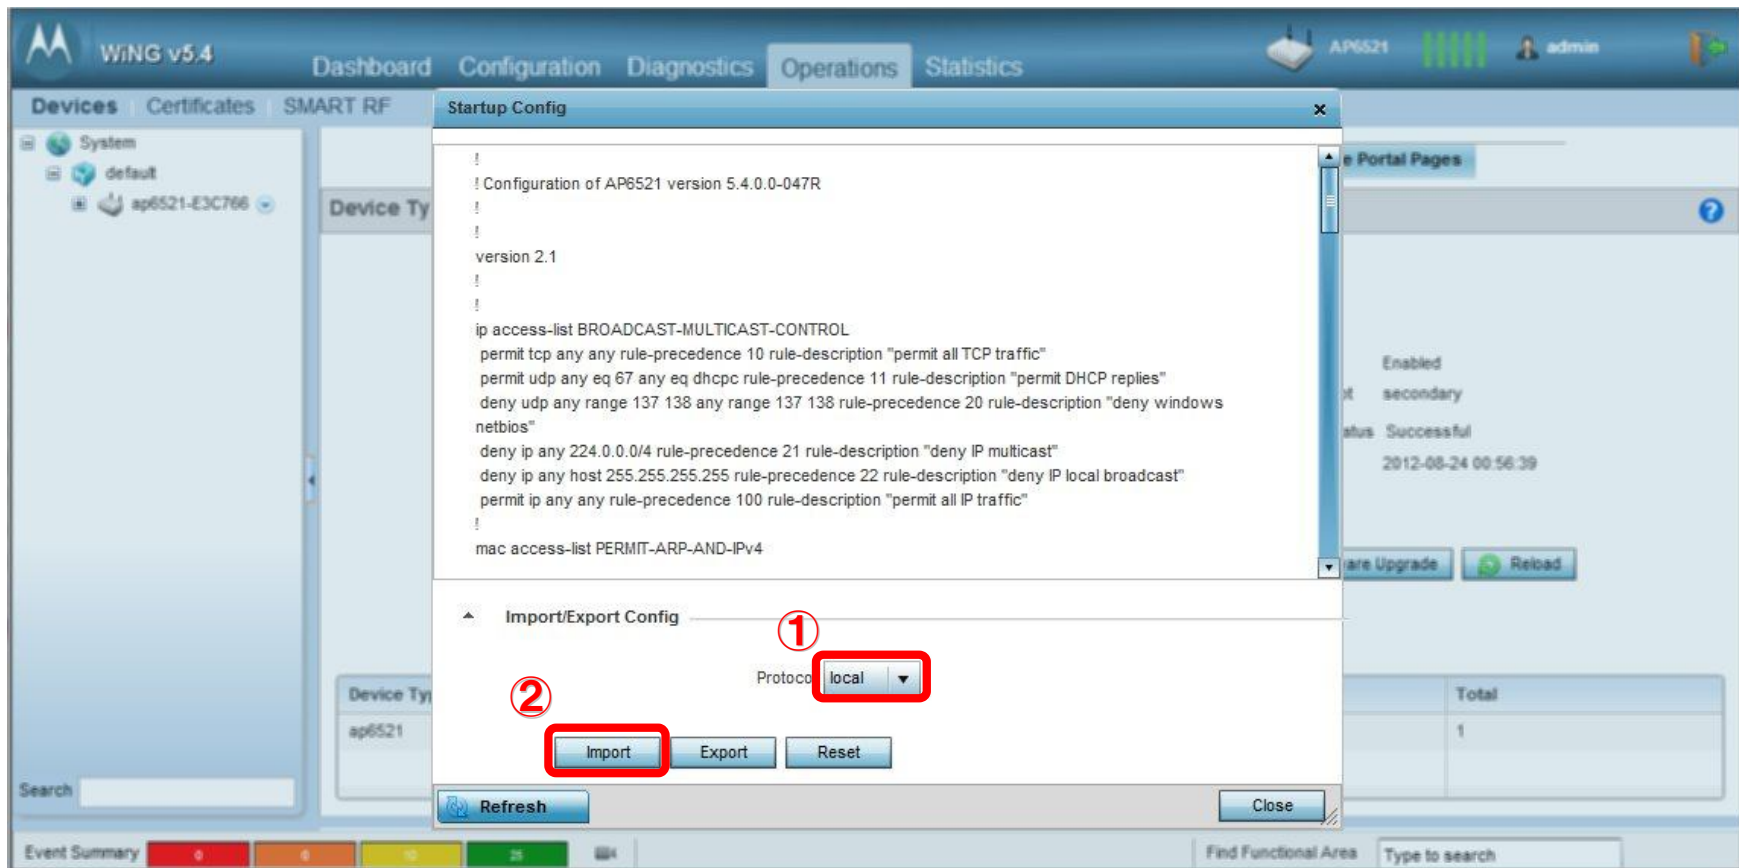 WiNG v5.4
Dashboard Configuration Diagnostics Operations Statistics
AP6521
admin
Devices Certificates SMART RF
System
default
ap6521-E3C766
Search
Startup Config
!
! Configuration of AP6521 version 5.4.0.0-047R
!
!
version 2.1
!
!
ip access-list BROADCAST-MULTICAST-CONTROL
permit tcp any any rule-precedence 10 rule-description "permit all TCP traffic"
permit udp any eq 67 any eq dhcpc rule-precedence 11 rule-description "permit DHCP replies"
deny udp any range 137 138 any range 137 138 rule-precedence 20 rule-description "deny windows
netbios"
deny ip any 224.0.0.0/4 rule-precedence 21 rule-description "deny IP multicast"
deny ip any host 255.255.255.255 rule-precedence 22 rule-description "deny IP local broadcast"
permit ip any any rule-precedence 100 rule-description "permit all IP traffic"
!
mac access-list PERMIT-ARP-AND-IPv4
Import/Export Config
①
Protoco local
②
Import Export Reset
Refresh
Close
e Portal Pages
Device Ty
Enabled
ot secondary
atus Successful
2012-08-24 00:56:39
are Upgrade Reload
Device Ty Total
ap6521 1
Event Summary 0 0 10 25
Find Functional Area Type to search